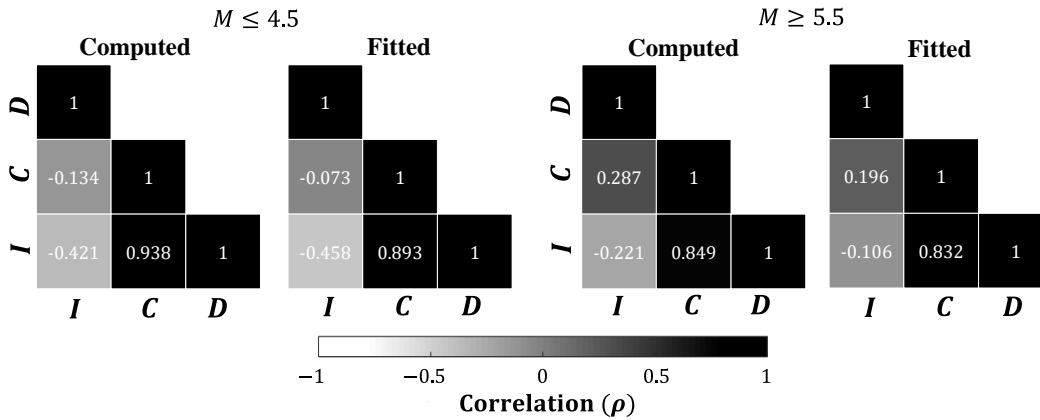 M ≤ 4.5 M ≥ 5.5
Computed Fitted Computed Fitted
D 1 1 D 1 1
C -0.134 1 -0.073 1 C 0.287 1 0.196 1
I -0.421 0.938 1 -0.458 0.893 1 I -0.221 0.849 1 -0.106 0.832 1
I C D I C D I C D I C D
−1 −0.5 0 0.5 1
Correlation (ρ)